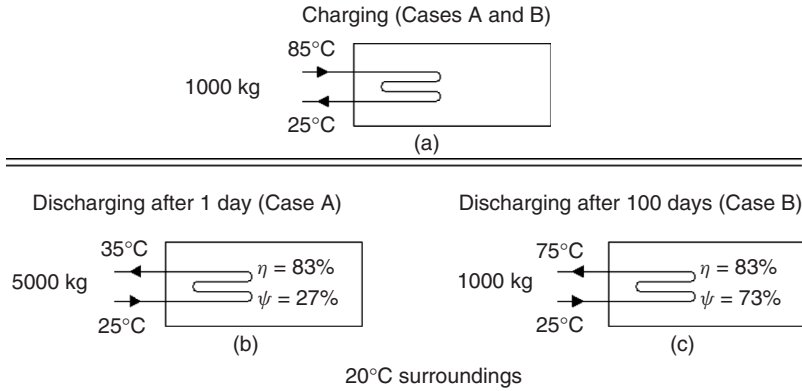 Charging (Cases A and B)
85°C
1000 kg
25°C
(a)
Discharging after 1 day (Case A)
35°C
5000 kg
η = 83%
ψ = 27%
25°C
(b)
Discharging after 100 days (Case B)
75°C
1000 kg
η = 83%
ψ = 73%
25°C
(c)
20°C surroundings